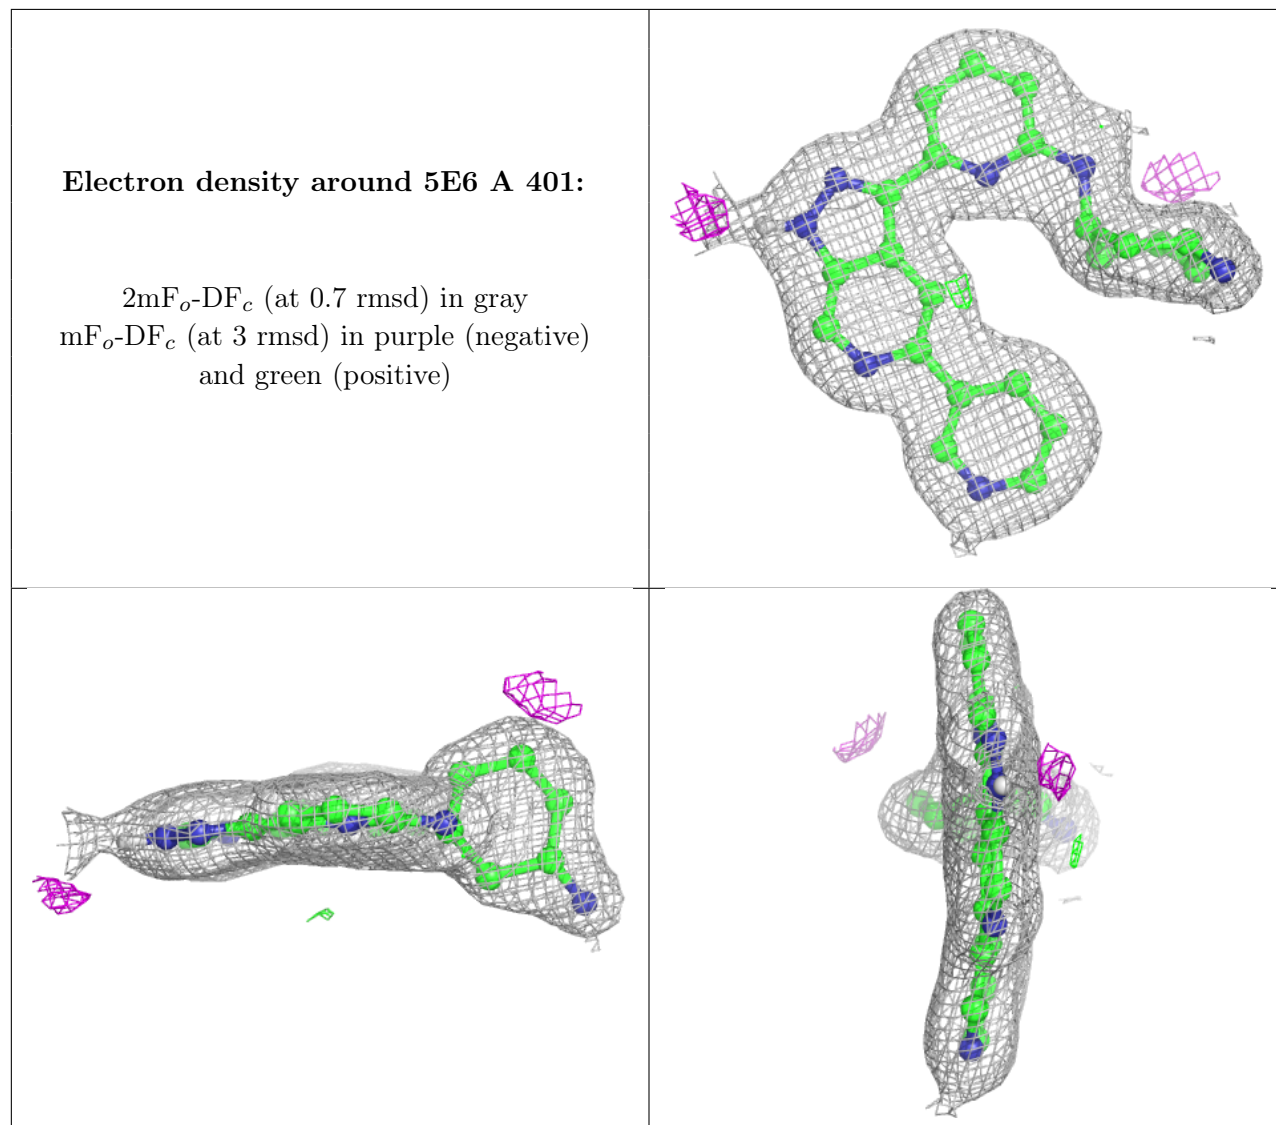 Electron density around 5E6 A 401:
2mFo-DFc (at 0.7 rmsd) in gray
mFo-DFc (at 3 rmsd) in purple (negative)
and green (positive)